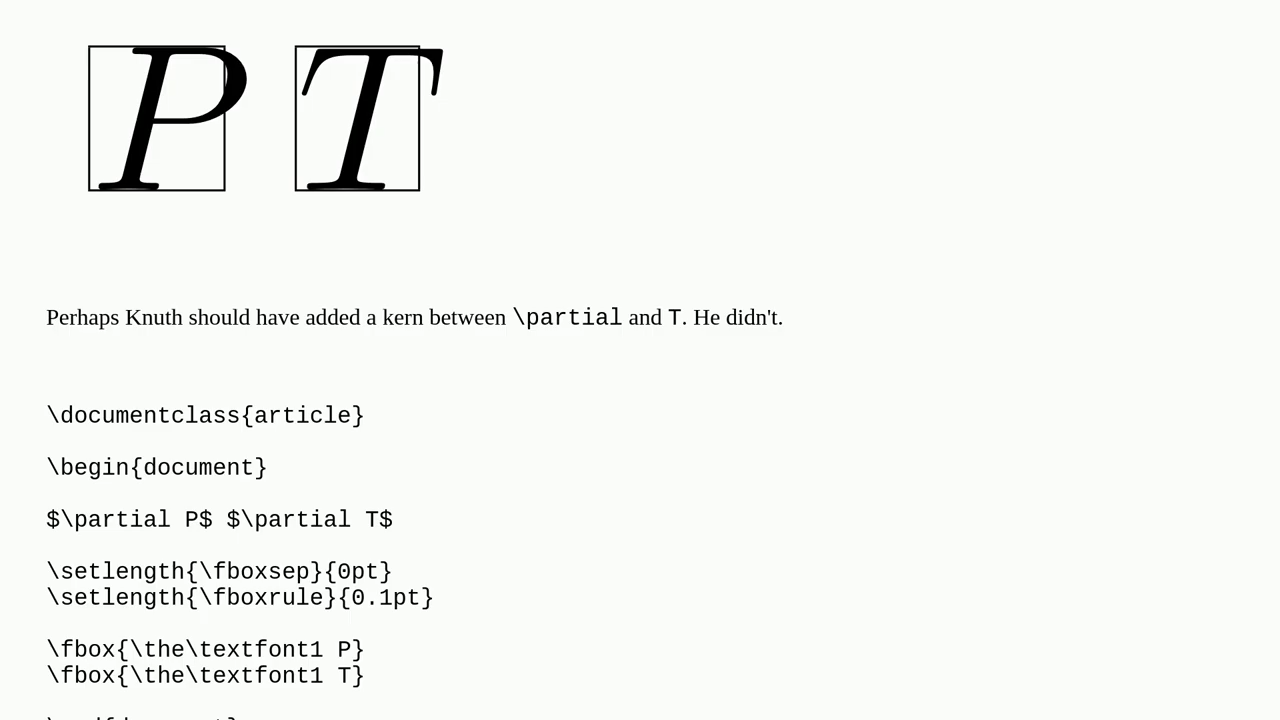 P T
Perhaps Knuth should have added a kern between \partial and T. He didn't.
\documentclass{article}
\begin{document}
$\partial P$ $\partial T$
\setlength{\fboxsep}{0pt}
\setlength{\fboxrule}{0.1pt}
\fbox{\the\textfont1 P}
\fbox{\the\textfont1 T}